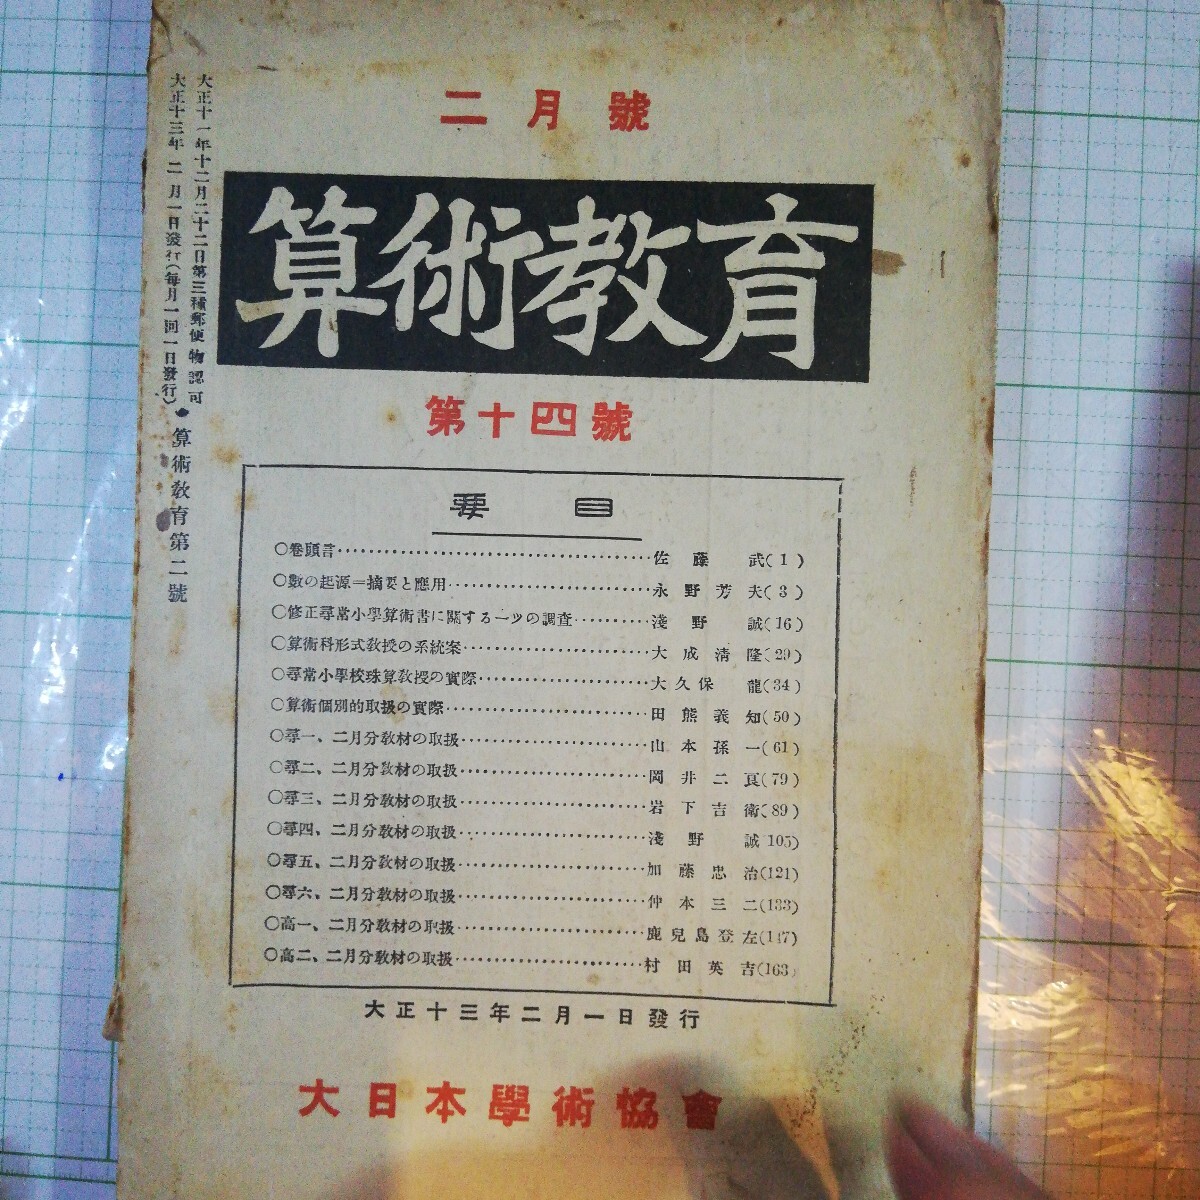 大正十一年十二月二十二日第三種郵便物認可
大正十三年二月一日發行(每月一回一日發行)●算術敎育第二號
二月號
算術教育
第十四號
要目
○卷頭言……佐藤武(1)
○數の起源=摘要と應用……永野芳夫(3)
○修正尋常小學算術書に關する一ツの調査……淺野誠(16)
○算術科形式敎授の系統案……大成清隆(29)
○尋常小學校珠算敎授の實際……大久保龍(34)
○算術個別的取扱の實際……田熊義知(50)
○尋一、二月分敎材の取扱……山本孫一(61)
○尋二、二月分敎材の取扱……岡井二良(79)
○尋三、二月分敎材の取扱……岩下吉衛(89)
○尋四、二月分敎材の取扱……淺野誠105)
○尋五、二月分敎材の取扱……加藤忠治(121)
○尋六、二月分敎材の取扱……仲本三二(133)
○高一、二月分敎材の取扱……鹿兒島登左(147)
○高二、二月分敎材の取扱……村田英吉(163)
大正十三年二月一日發行
大日本學術協會